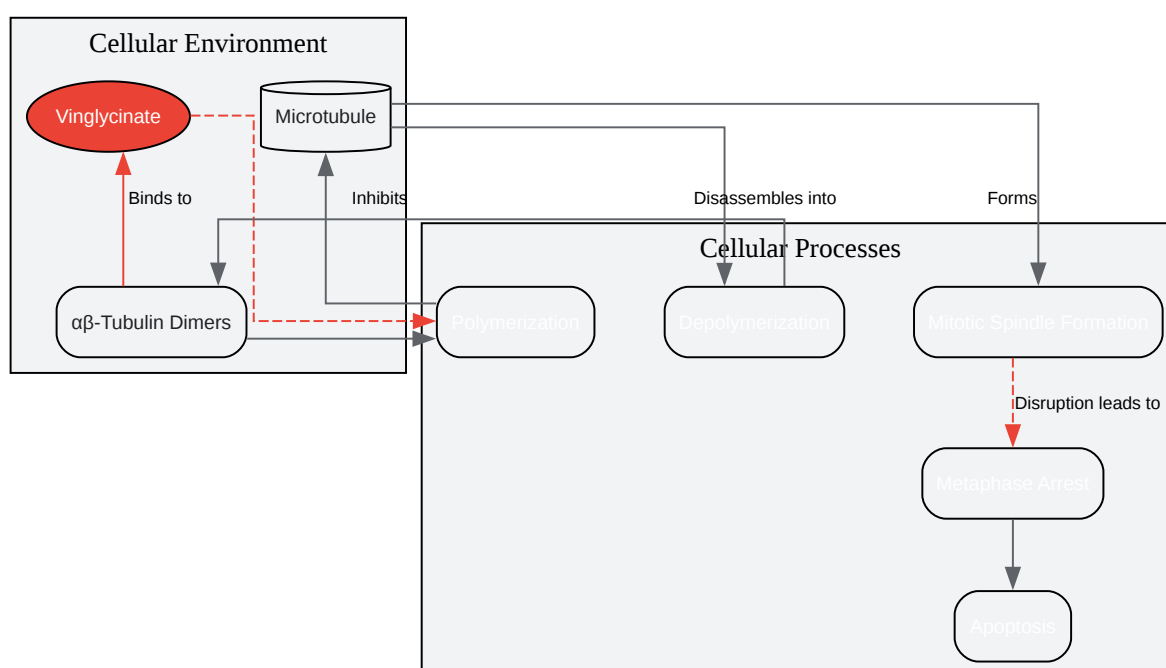 Cellular Environment
Vinglycinate
Microtubule
Binds to
Inhibits
Disassembles into
Forms
Cellular Processes
αβ-Tubulin Dimers
Polymerization
Depolymerization
Mitotic Spindle Formation
Disruption leads to
Metaphase Arrest
Apoptosis